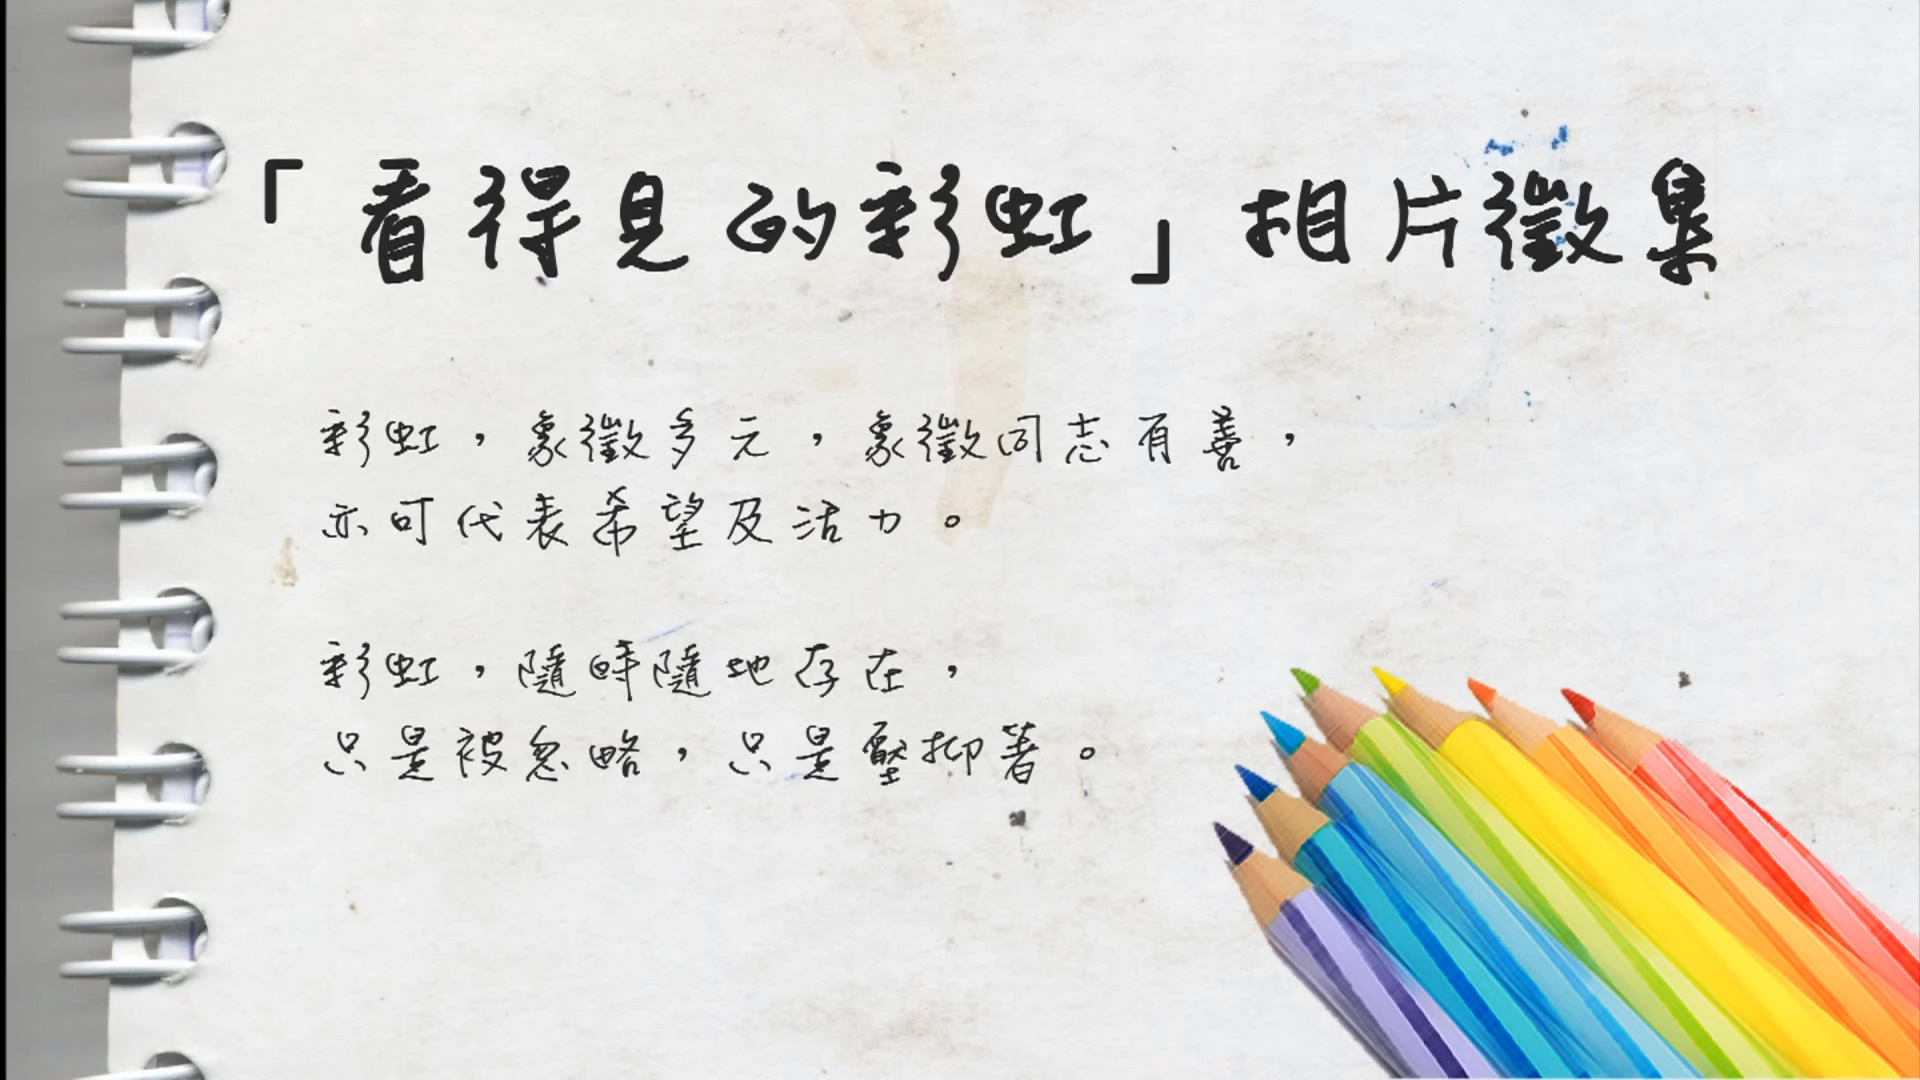 「看得見的彩虹」相片徵集
彩虹，象徵多元，象徵同志有善，
亦可代表希望及活力。
彩虹，隨時隨地存在，
只是被忽略，只是壓抑著。